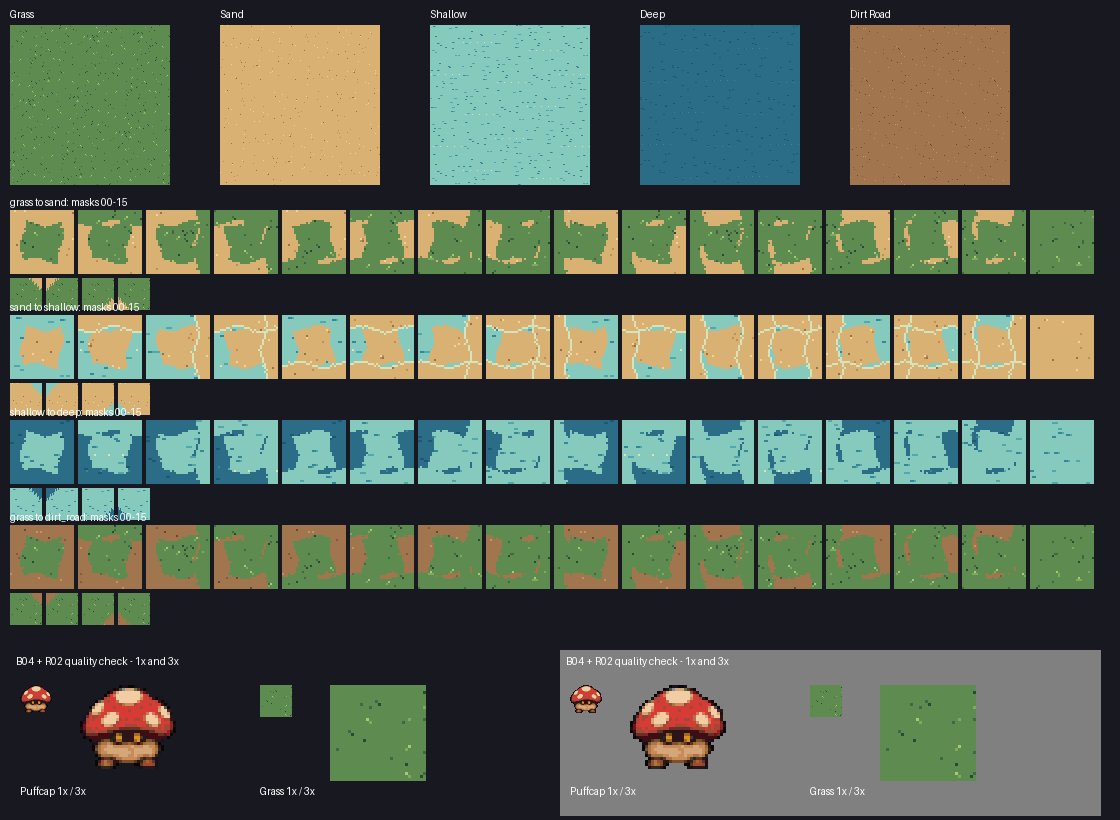 Grass
Sand
Shallow
Deep
Dirt Road
grass to sand: masks 00-15
sand to shallow: masks 00-15
shallow to deep: masks 00-15
grass to dirt_road: masks 00-15
B04 + R02 quality check - 1x and 3x
B04 + R02 quality check - 1x and 3x
Puffcap 1x / 3x
Grass 1x / 3x
Puffcap 1x / 3x
Grass 1x / 3x